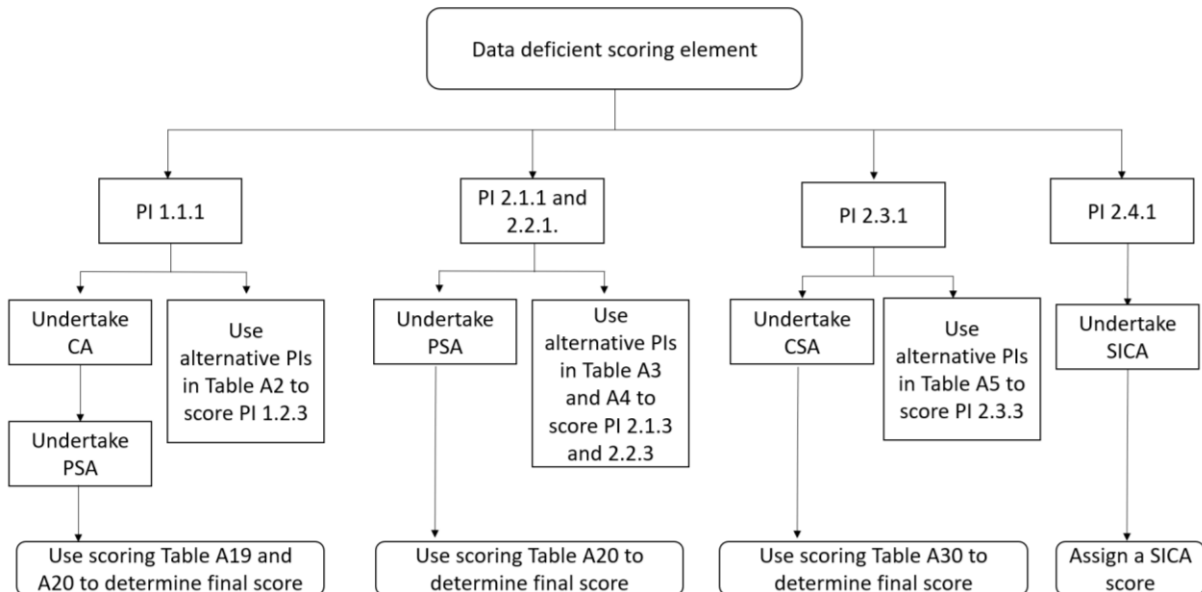 Data deficient scoring element
PI 1.1.1
PI 2.1.1 and
2.2.1.
PI 2.3.1
PI 2.4.1
Undertake
CA
Use
alternative PIs
in Table A2 to
score PI 1.2.3
Undertake
PSA
Undertake
PSA
Use
alternative PIs
in Table A3
and A4 to
score PI 2.1.3
and 2.2.3
Undertake
CSA
Use
alternative PIs
in Table A5 to
score PI 2.3.3
Undertake
SICA
Use scoring Table A19 and
A20 to determine final score
Use scoring Table A20 to
determine final score
Use scoring Table A30 to
determine final score
Assign a SICA
score